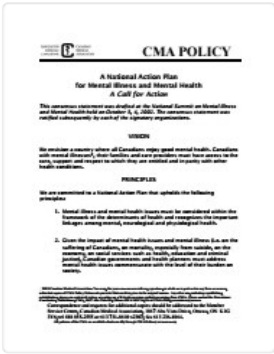 CMA POLICY
A National Action Plan
for Mental Illness and Mental Health
A Call for Action
This consensus statement was drafted at the National Summit on Mental Illness
and Mental Health held on October 3, 4, 2002. The consensus statement was
ratified subsequently by each of the signatory organizations.
VISION
We envision a country where all Canadians enjoy good mental health. Canadians
with mental illnesses, their families and care providers must have access to the
care, support and respect to which they are entitled and in parity with other
health conditions.
PRINCIPLES
We are committed to a National Action Plan that upholds the following
principles:
1. Mental illness and mental health issues must be considered within the
framework of the determinants of health and recognizes the important
linkages among mental, neurological and physiological health.
2. Given the impact of mental health issues and mental illness (i.e. on the
suffering of Canadians, on mortality, especially from suicide, on the
economy, on social services such as health, education and criminal
justice), Canadian governments and health planners must address
mental health issues commensurate with the level of their burden on
society.